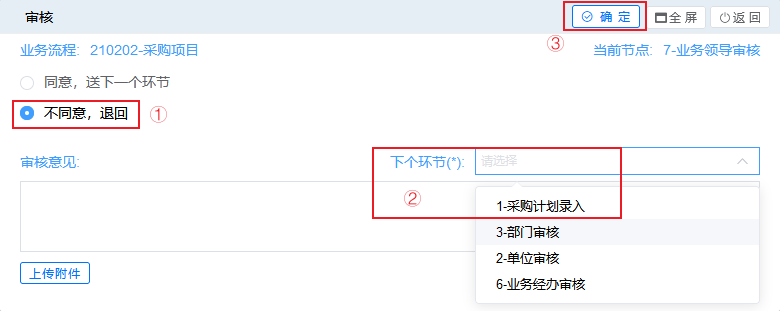 审核 确 定 全 屏 返 回
③
业务流程: 210202-采购项目 当前节点: 7-业务领导审核
同意，送下一个环节
不同意，退回 ①
审核意见: 下个环节(*): 请选择
②
1-采购计划录入
3-部门审核
2-单位审核
6-业务经办审核
上传附件